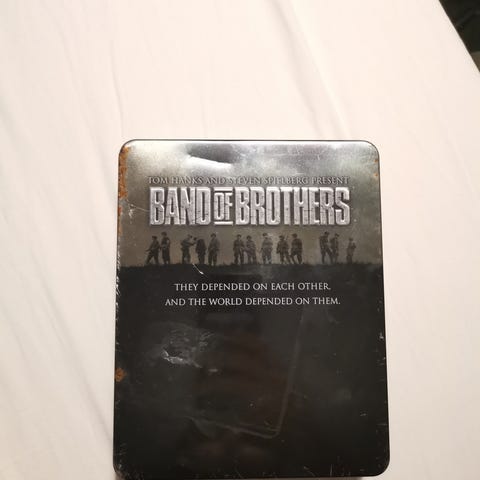 TOM HANKS AND STEVEN SPIELBERG PRESENT
BAND OF BROTHERS
THEY DEPENDED ON EACH OTHER.
AND THE WORLD DEPENDED ON THEM.